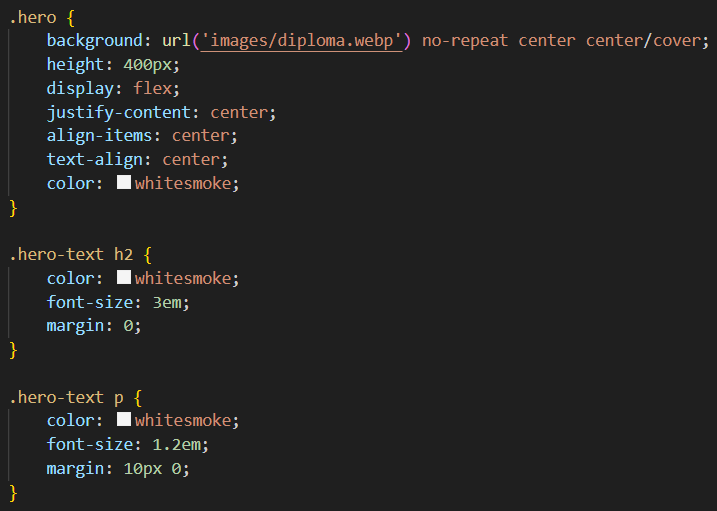 .hero {
    background: url('images/diploma.webp') no-repeat center center/cover;
    height: 400px;
    display: flex;
    justify-content: center;
    align-items: center;
    text-align: center;
    color: whitesmoke;
}

.hero-text h2 {
    color: whitesmoke;
    font-size: 3em;
    margin: 0;
}

.hero-text p {
    color: whitesmoke;
    font-size: 1.2em;
    margin: 10px 0;
}